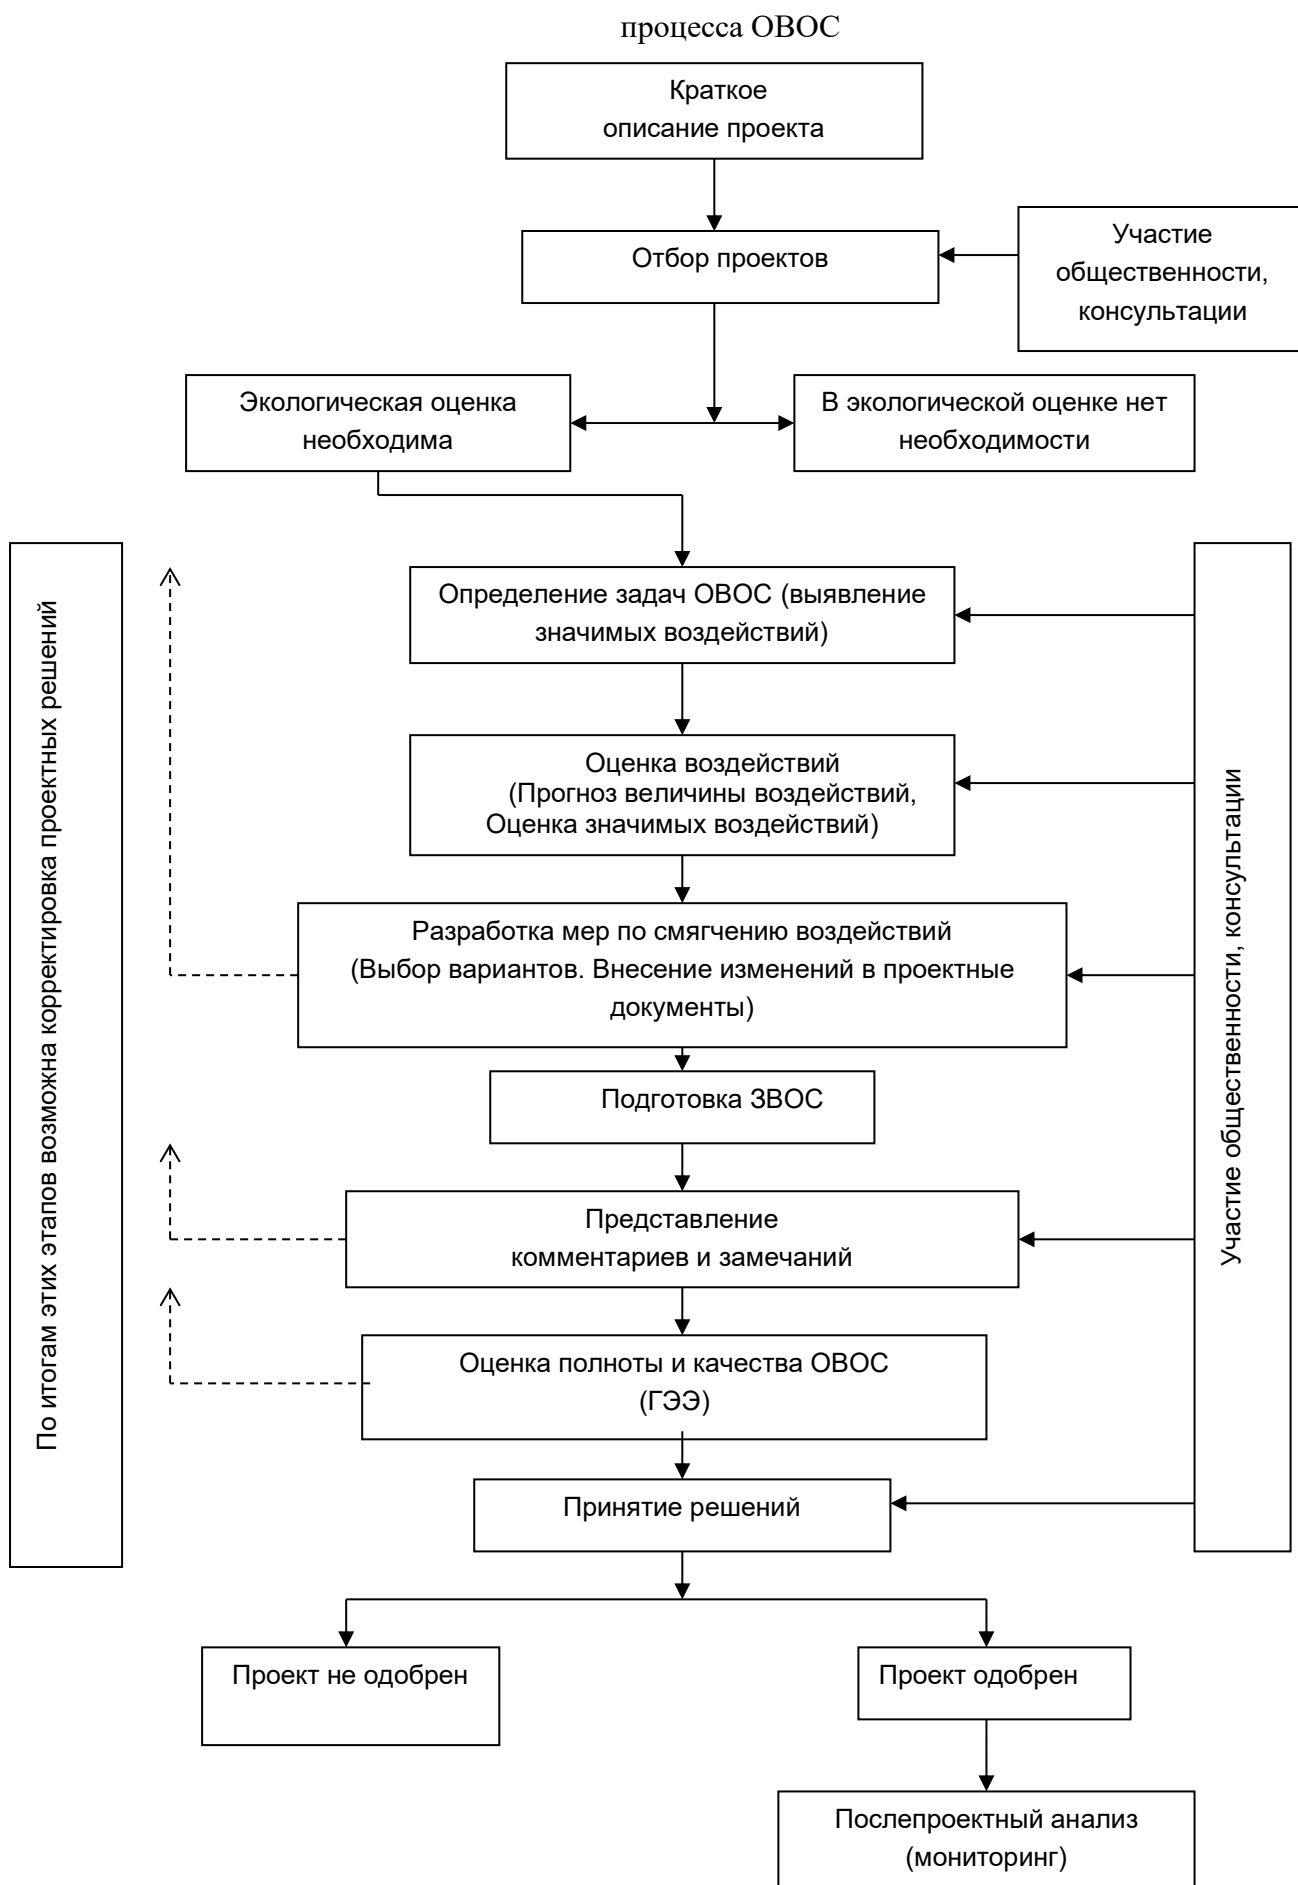 процесса ОВОС
Краткое
описание проекта
Отбор проектов
Участие
общественности,
консультации
Экологическая оценка
необходима
В экологической оценке нет
необходимости
По итогам этих этапов возможна корректировка проектных решений
Определение задач ОВОС (выявление
значимых воздействий)
Оценка воздействий
(Прогноз величины воздействий,
Оценка значимых воздействий)
Разработка мер по смягчению воздействий
(Выбор вариантов. Внесение изменений в проектные
документы)
Подготовка ЗВОС
Представление
комментариев и замечаний
Оценка полноты и качества ОВОС
(ГЭЭ)
Принятие решений
Участие общественности, консультации
Проект не одобрен
Проект одобрен
Послепроектный анализ
(мониторинг)